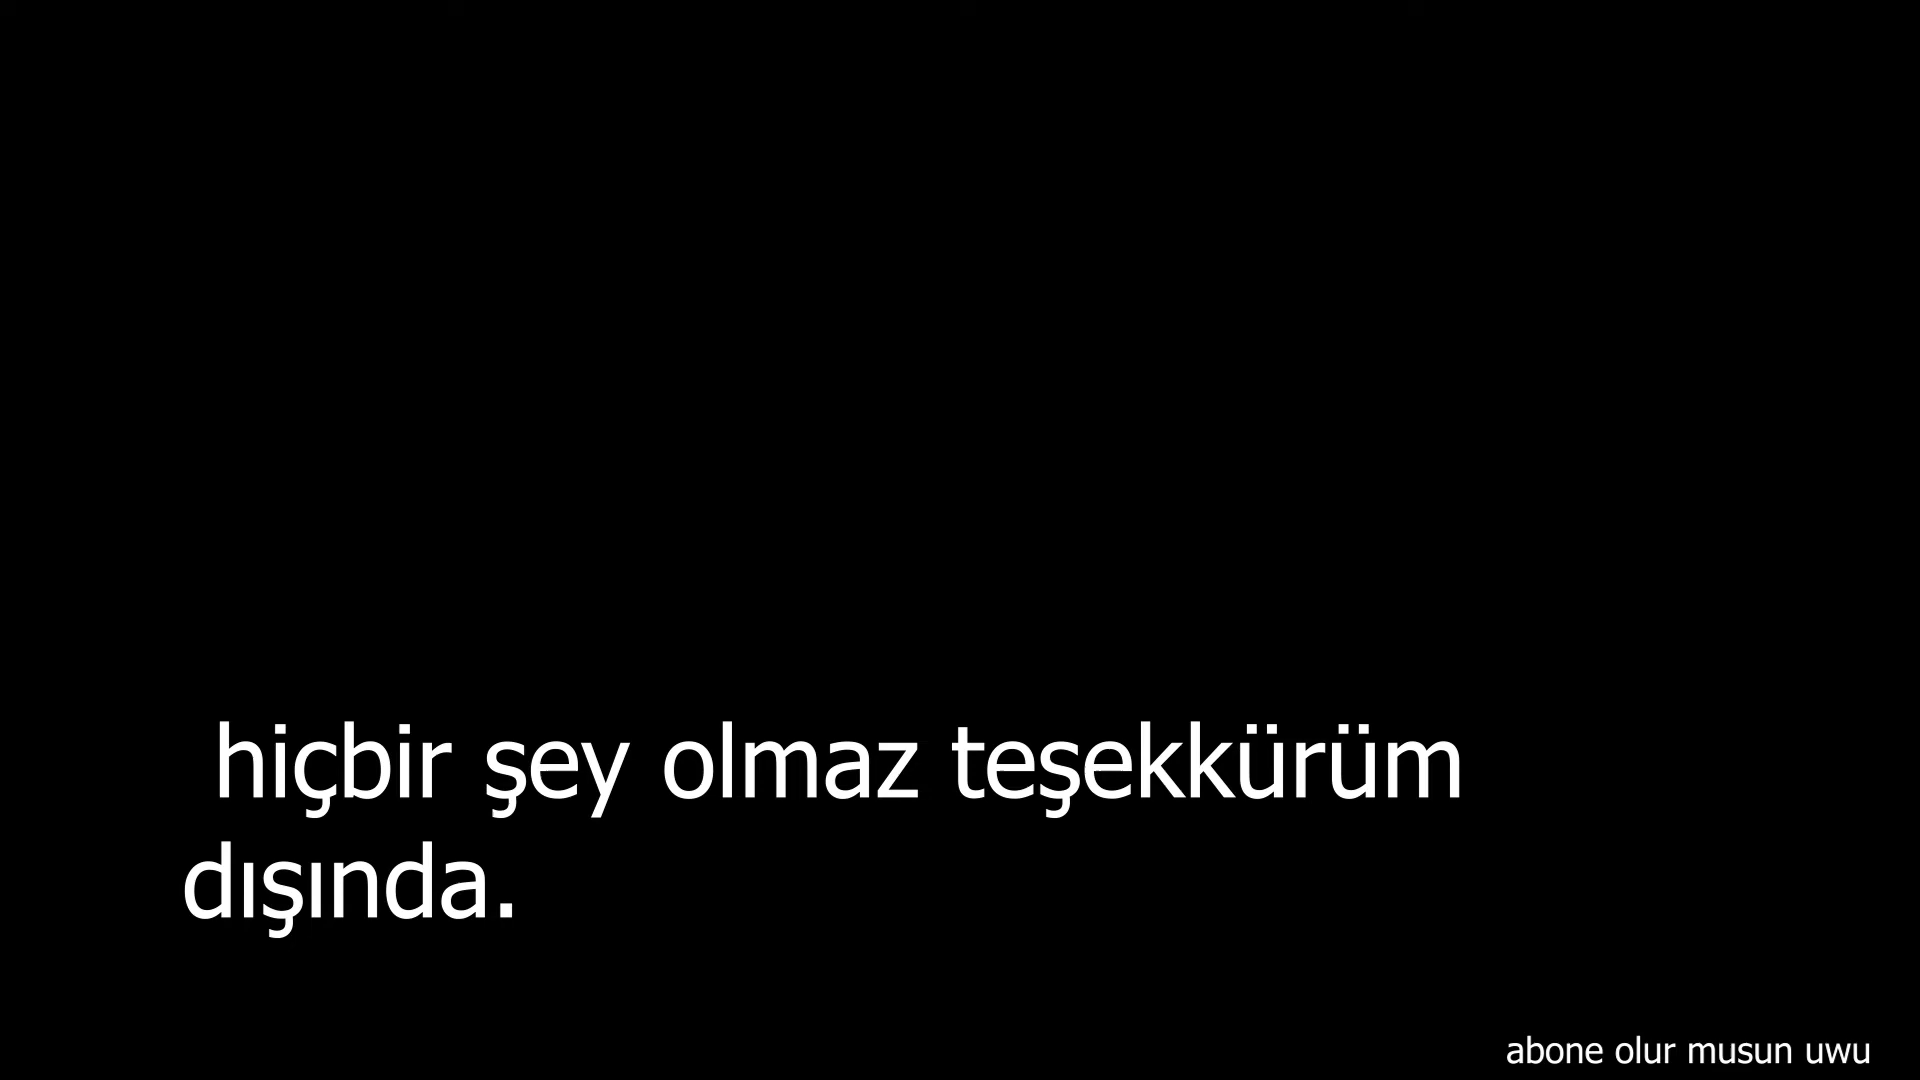 hiçbir şey olmaz teşekkürüm
dışında.
abone olur musun uwu